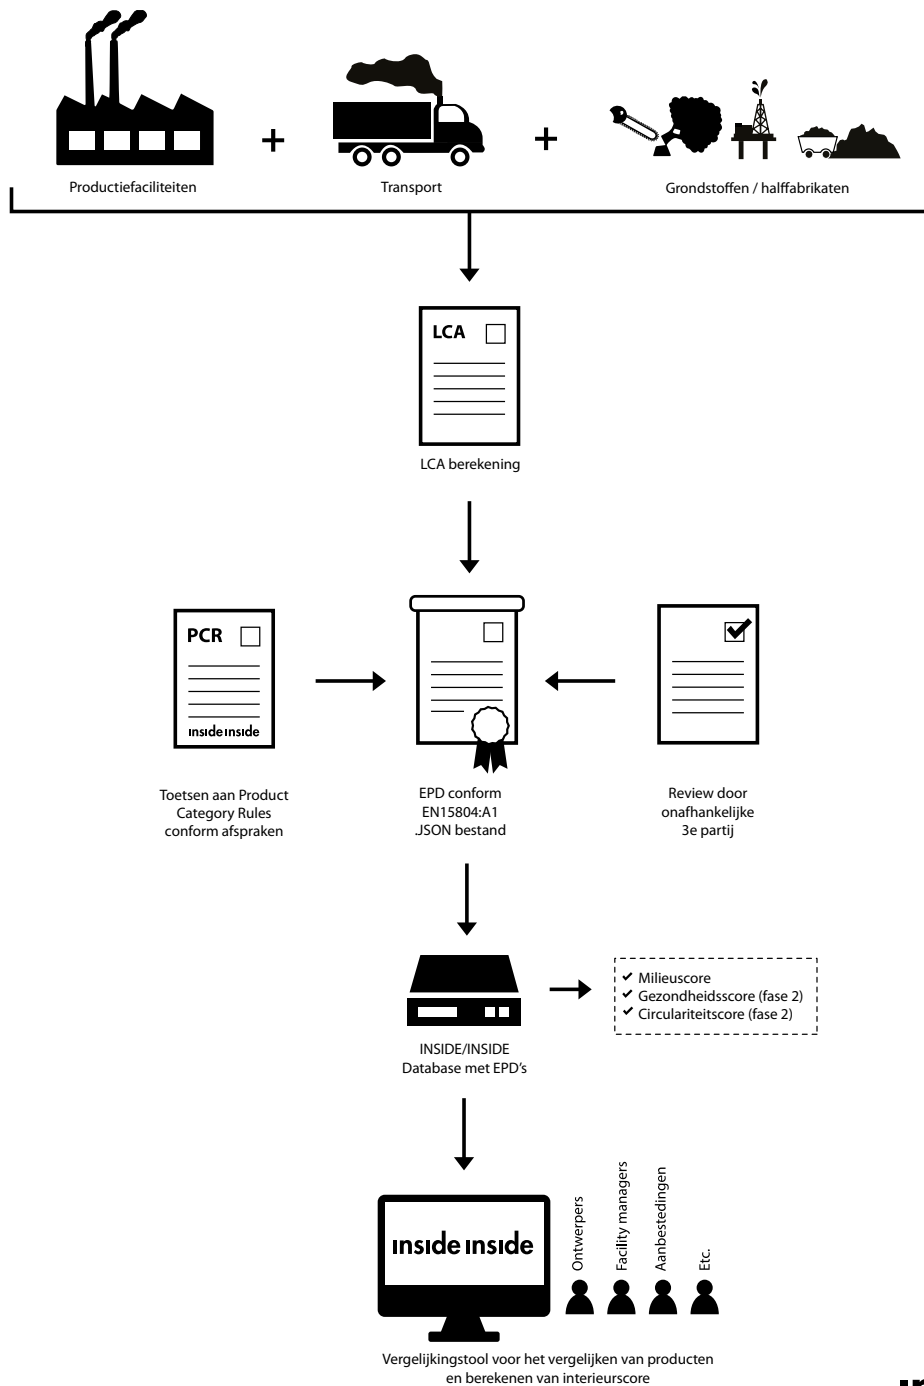 Productiefaciliteiten
Transport
Grondstoffen / halffabrikaten
LCA
LCA berekening
PCR
insideinside
Toetsen aan Product
Category Rules
conform afspraken
EPD conform
EN15804:A1
.JSON bestand
Review door
onafhankelijke
3e partij
INSIDE/INSIDE
Database met EPD's
Milieuscore
Gezondheidsscore (fase 2)
Circulariteitscore (fase 2)
inside inside
Ontwerpers
Facility managers
Aanbestedingen
Etc.
Vergelijkingstool voor het vergelijken van producten
en berekenen van interieurscore